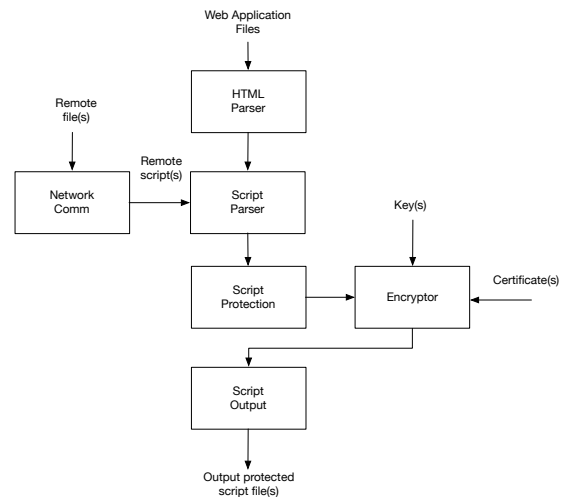 Web Application
Files
HTML
Parser
Remote
file(s)
Remote
script(s)
Network
Comm
Script
Parser
Key(s)
Script
Protection
Encryptor
Certificate(s)
Script
Output
Output protected
script file(s)